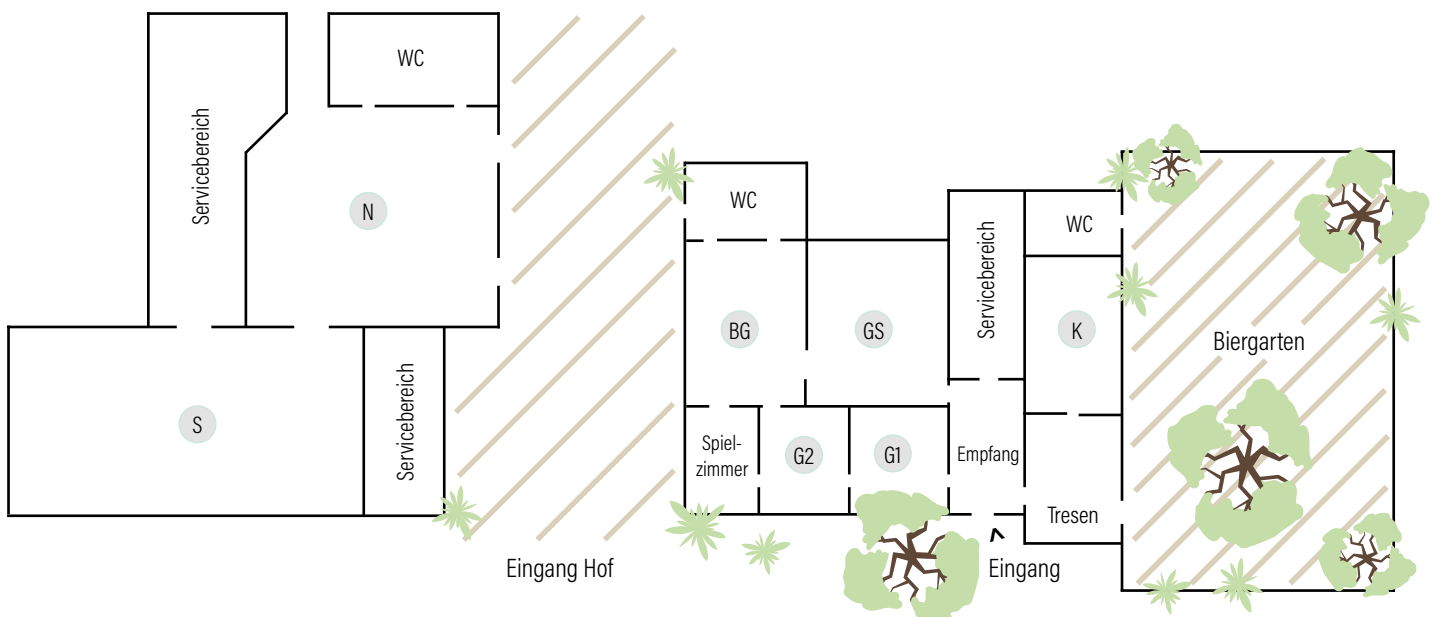 WC
Servicebereich
N
S
Servicebereich
Eingang Hof
WC
BG
GS
Spiel-
zimmer
G2
G1
Servicebereich
Empfang
Eingang
WC
K
Tresen
Biergarten